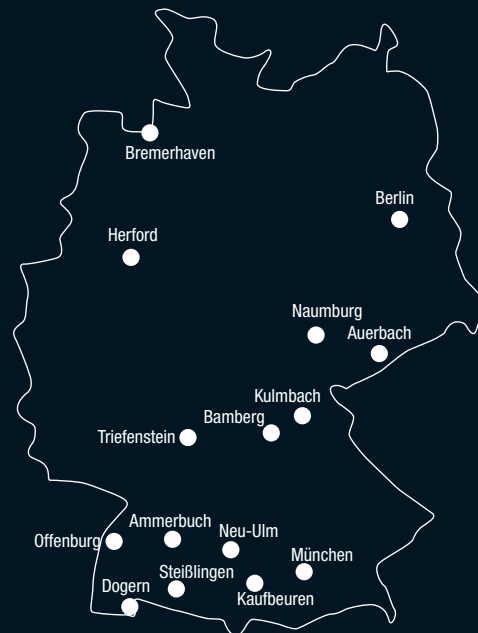 Bremerhaven
Berlin
Herford
Naumburg
Auerbach
Kulmbach
Bamberg
Triefenstein
Ammerbuch
Offenburg
Neu-Ulm
München
Steißlingen
Dogern
Kaufbeuren